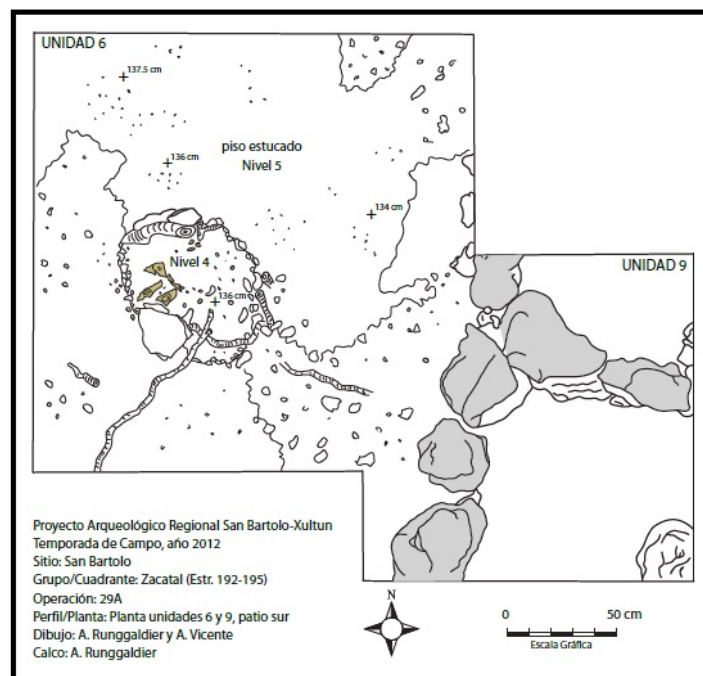 UNIDAD 6
137.5 cm
piso estucado
Nivel 5
136 cm
134 cm
Nivel 4
136 cm
UNIDAD 9
Proyecto Arqueológico Regional San Bartolo-Xultun
Temporada de Campo, año 2012
Sitio: San Bartolo
Grupo/Cuadrante: Zacatal (Estr. 192-195)
Operación: 29A
Perfil/Planta: Planta unidades 6 y 9, patio sur
Dibujo: A. Runggaldier y A. Vicente
Calco: A. Runggaldier
N
0 50 cm
Escala Gráfica